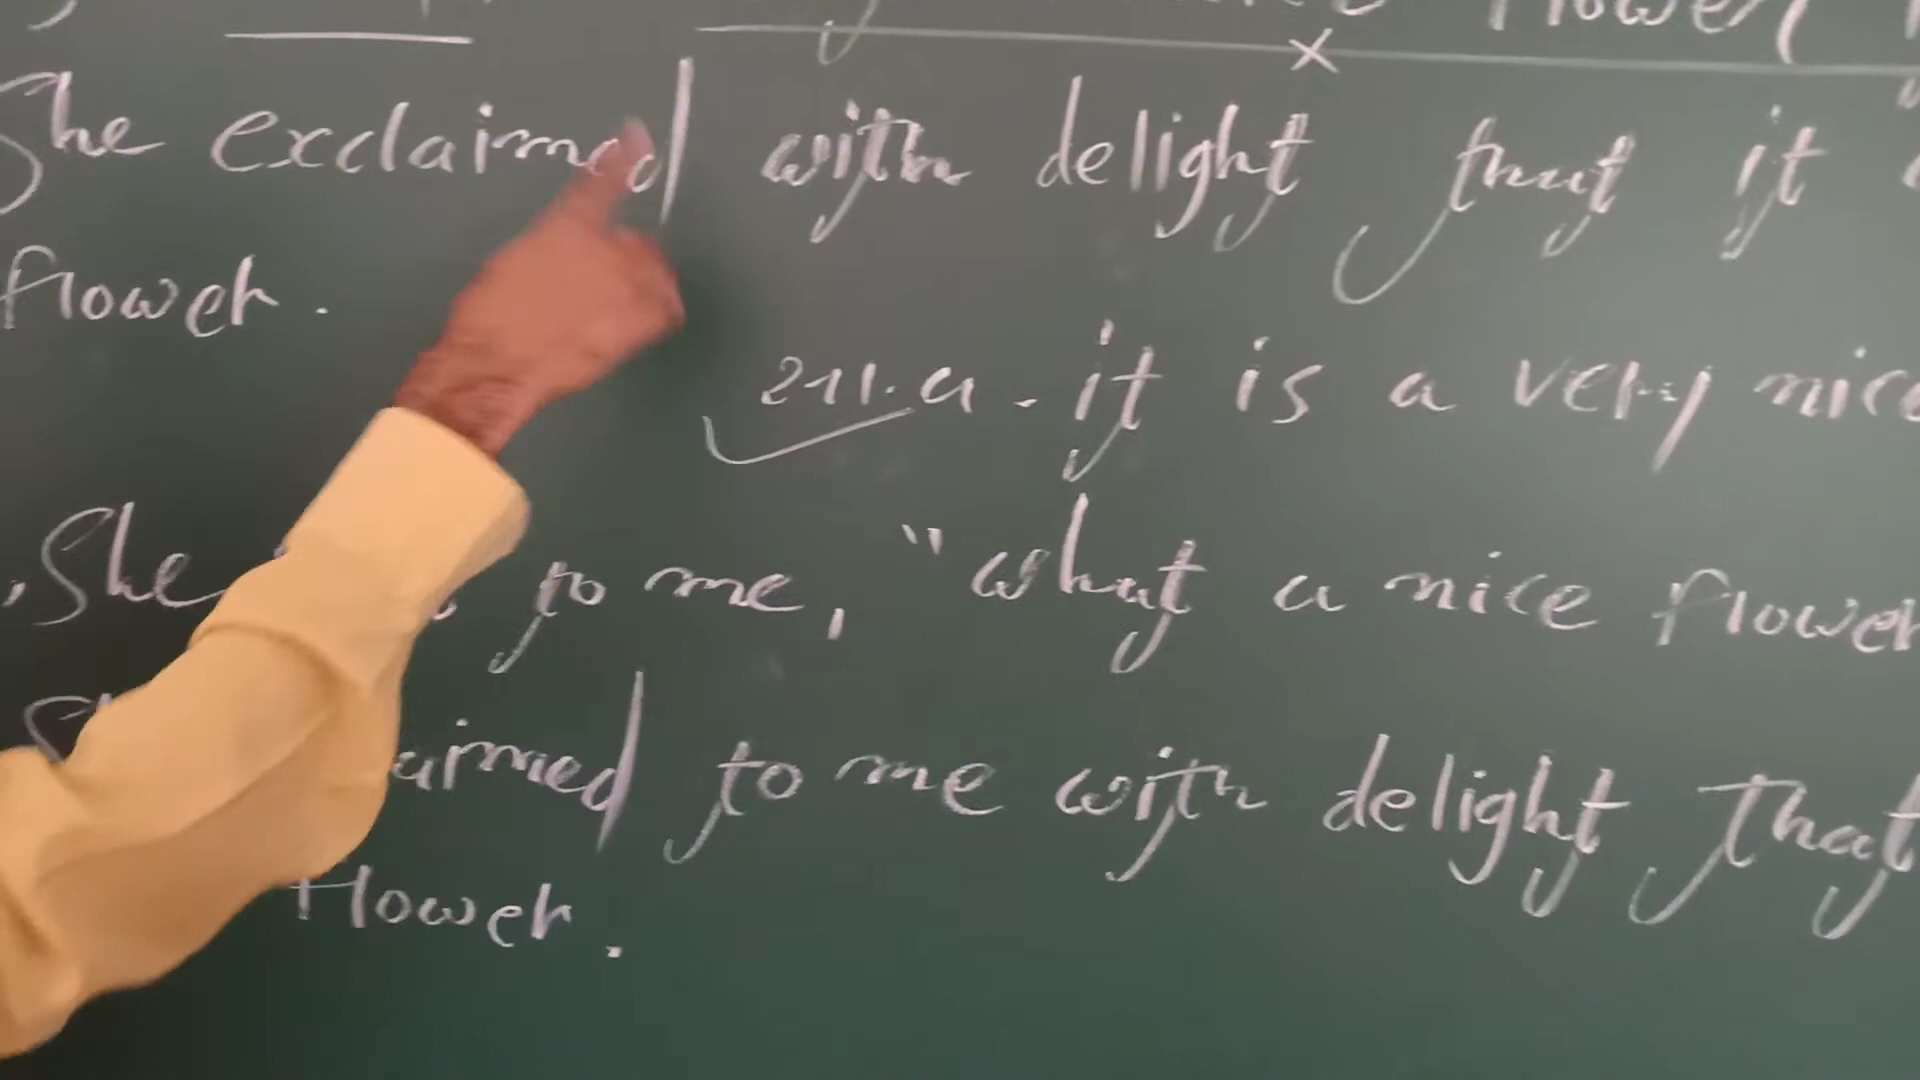 flower
She exclaimed with delight that it
flower.
it is a very nice
She to me, "what a nice flower
to me with delight that
flower.